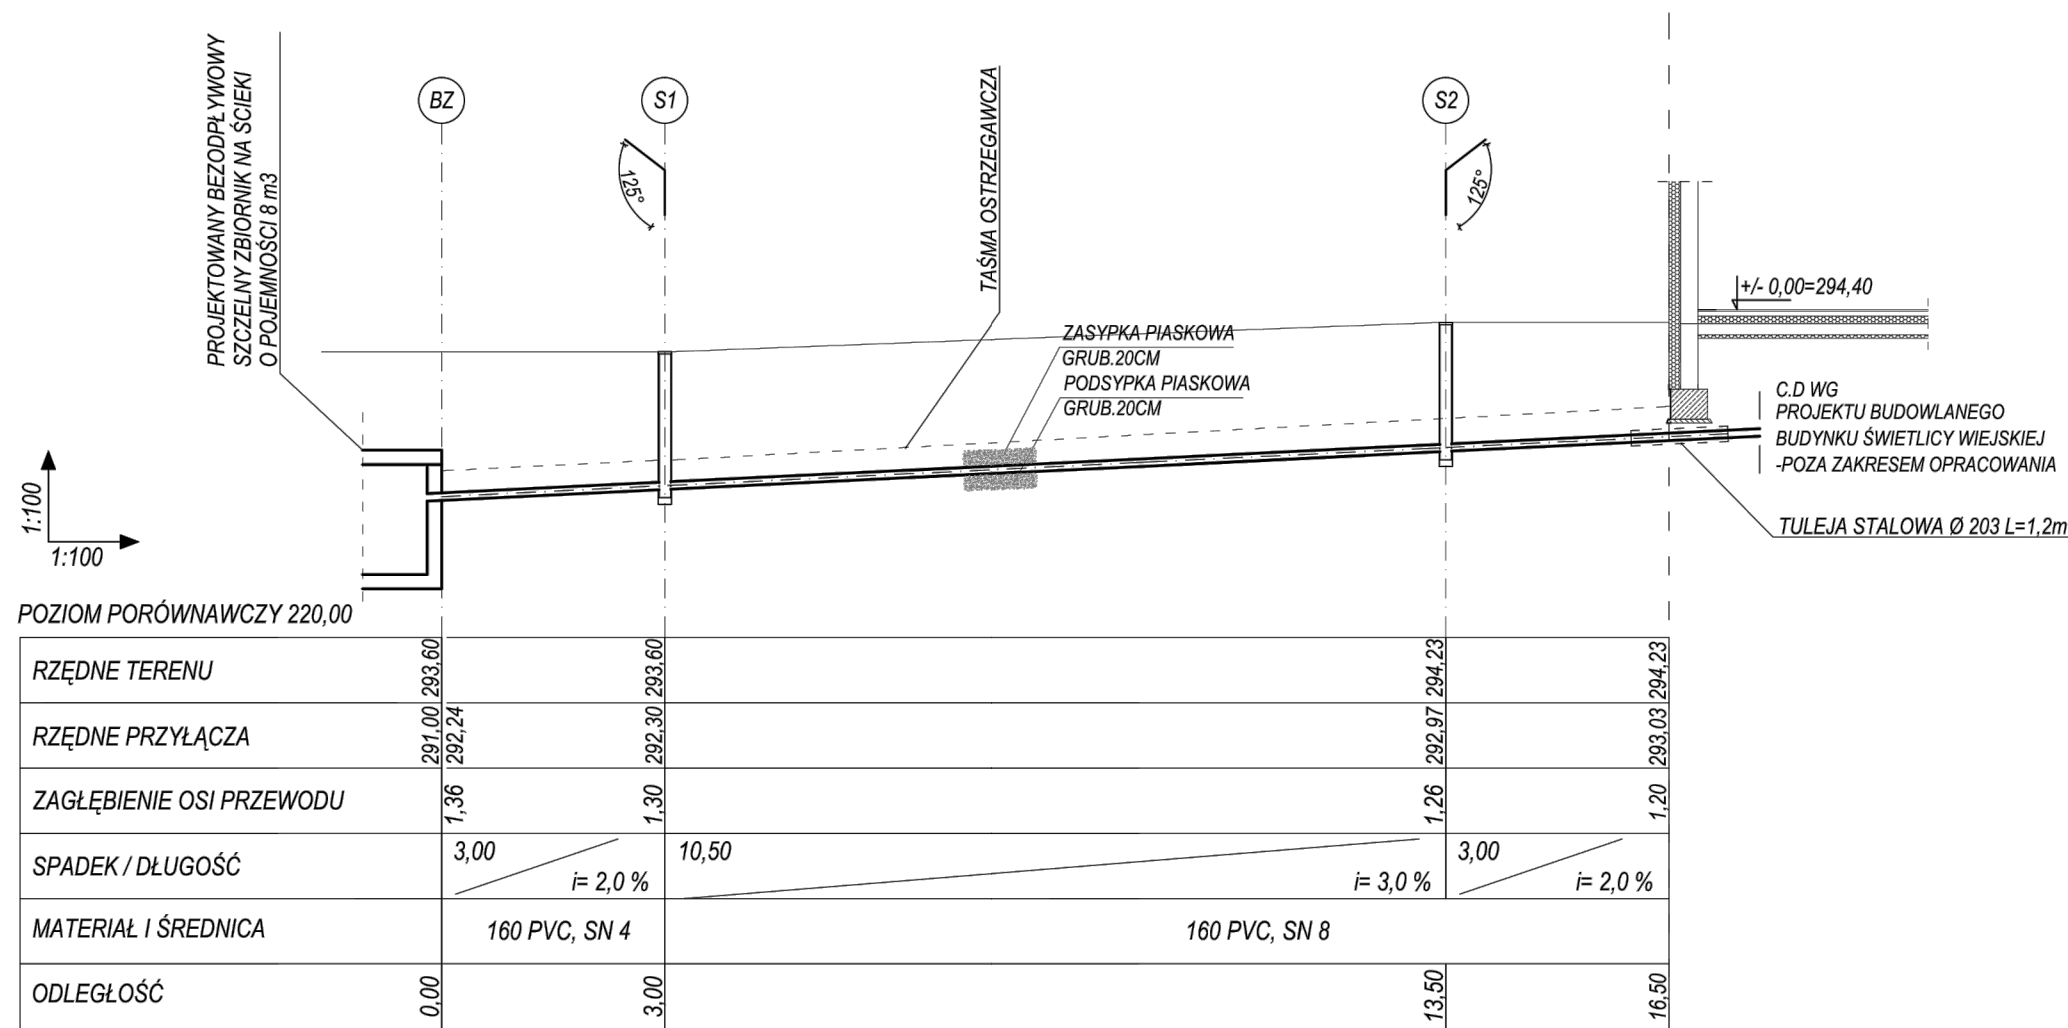 PROJEKTOWANY BEZODPŁYWOWY
SZCZELNY ZBIORNIK NA ŚCIEKI
O POJEMNOŚCI 8 m3
BZ
S1
S2
125°
125°
TAŚMA OSTRZEGAWCZA
+/- 0,00=294,40
ZASYPKA PIASKOWA
GRUB.20CM
PODSYPKA PIASKOWA
GRUB.20CM
C.D WG
PROJEKTU BUDOWLANEGO
BUDYNKU ŚWIETLICY WIEJSKIEJ
-POZA ZAKRESEM OPRACOWANIA
TULEJA STALOWA Ø 203 L=1,2m
1:100
1:100
POZIOM PORÓWNAWCZY 220,00
RZĘDNE TERENU 293,60 293,60 294,23 294,23
RZĘDNE PRZYŁĄCZA 291,00 292,24 292,30 292,97 293,03
ZAGŁĘBIENIE OSI PRZEWODU 1,36 1,30 1,26 1,20
SPADEK / DŁUGOŚĆ 3,00 i= 2,0 % 10,50 i= 3,0 % 3,00 i= 2,0 %
MATERIAŁ I ŚREDNICA 160 PVC, SN 4 160 PVC, SN 8
ODLEGŁOŚĆ 0,00 3,00 13,50 16,50